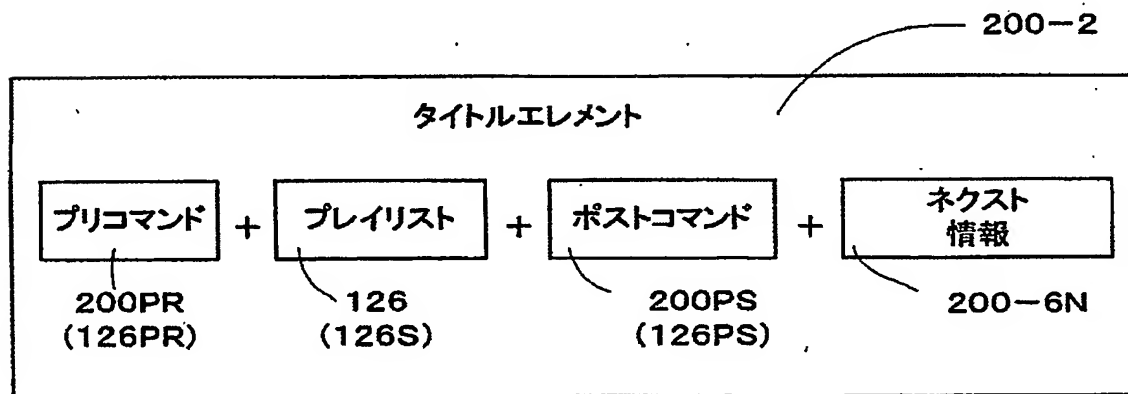 200-2
タイトルエレメント
プリコマンド + プレイリスト + ポストコマンド + ネクスト
情報
200PR 126 200PS 200-6N
(126PR) (126S) (126PS)